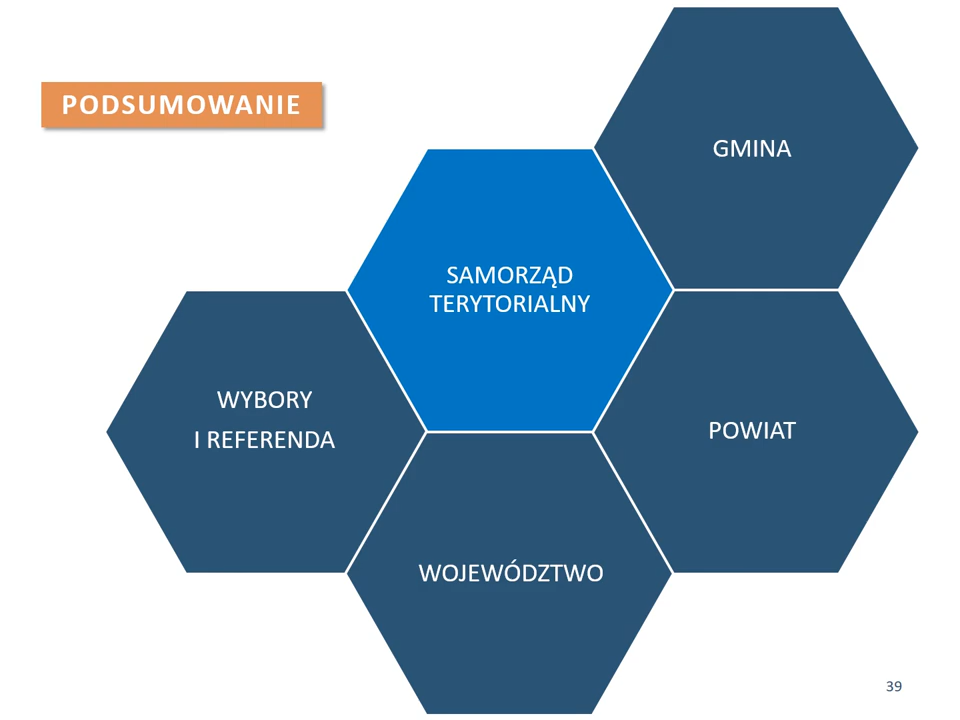 PODSUMOWANIE
GMINA
SAMORZĄD
TERYTORIALNY
WYBORY
I REFERENDA
POWIAT
WOJEWÓDZTWO
39